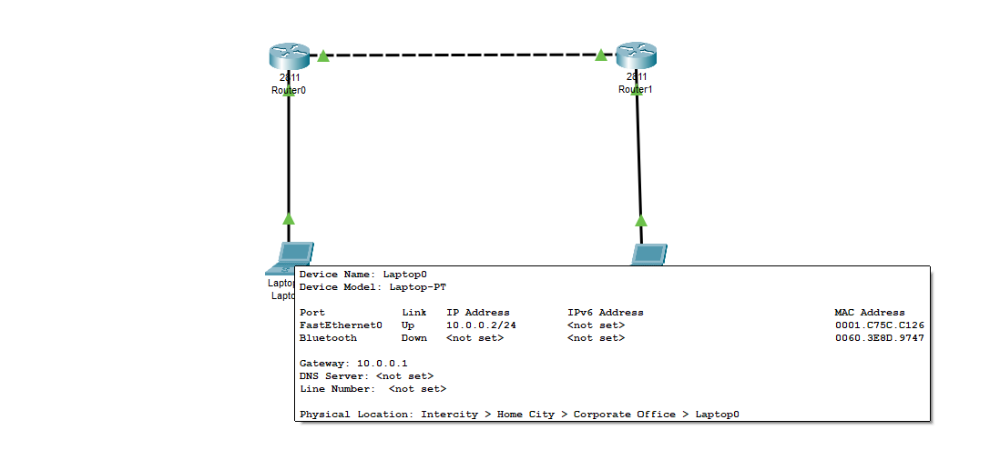 2811
Router0
2811
Router1
Laptop
Lapto
Device Name: Laptop0
Device Model: Laptop-PT
Port Link IP Address IPv6 Address MAC Address
FastEthernet0 Up 10.0.0.2/24 <not set> 0001.C75C.C126
Bluetooth Down <not set> <not set> 0060.3E8D.9747
Gateway: 10.0.0.1
DNS Server: <not set>
Line Number: <not set>
Physical Location: Intercity > Home City > Corporate Office > Laptop0